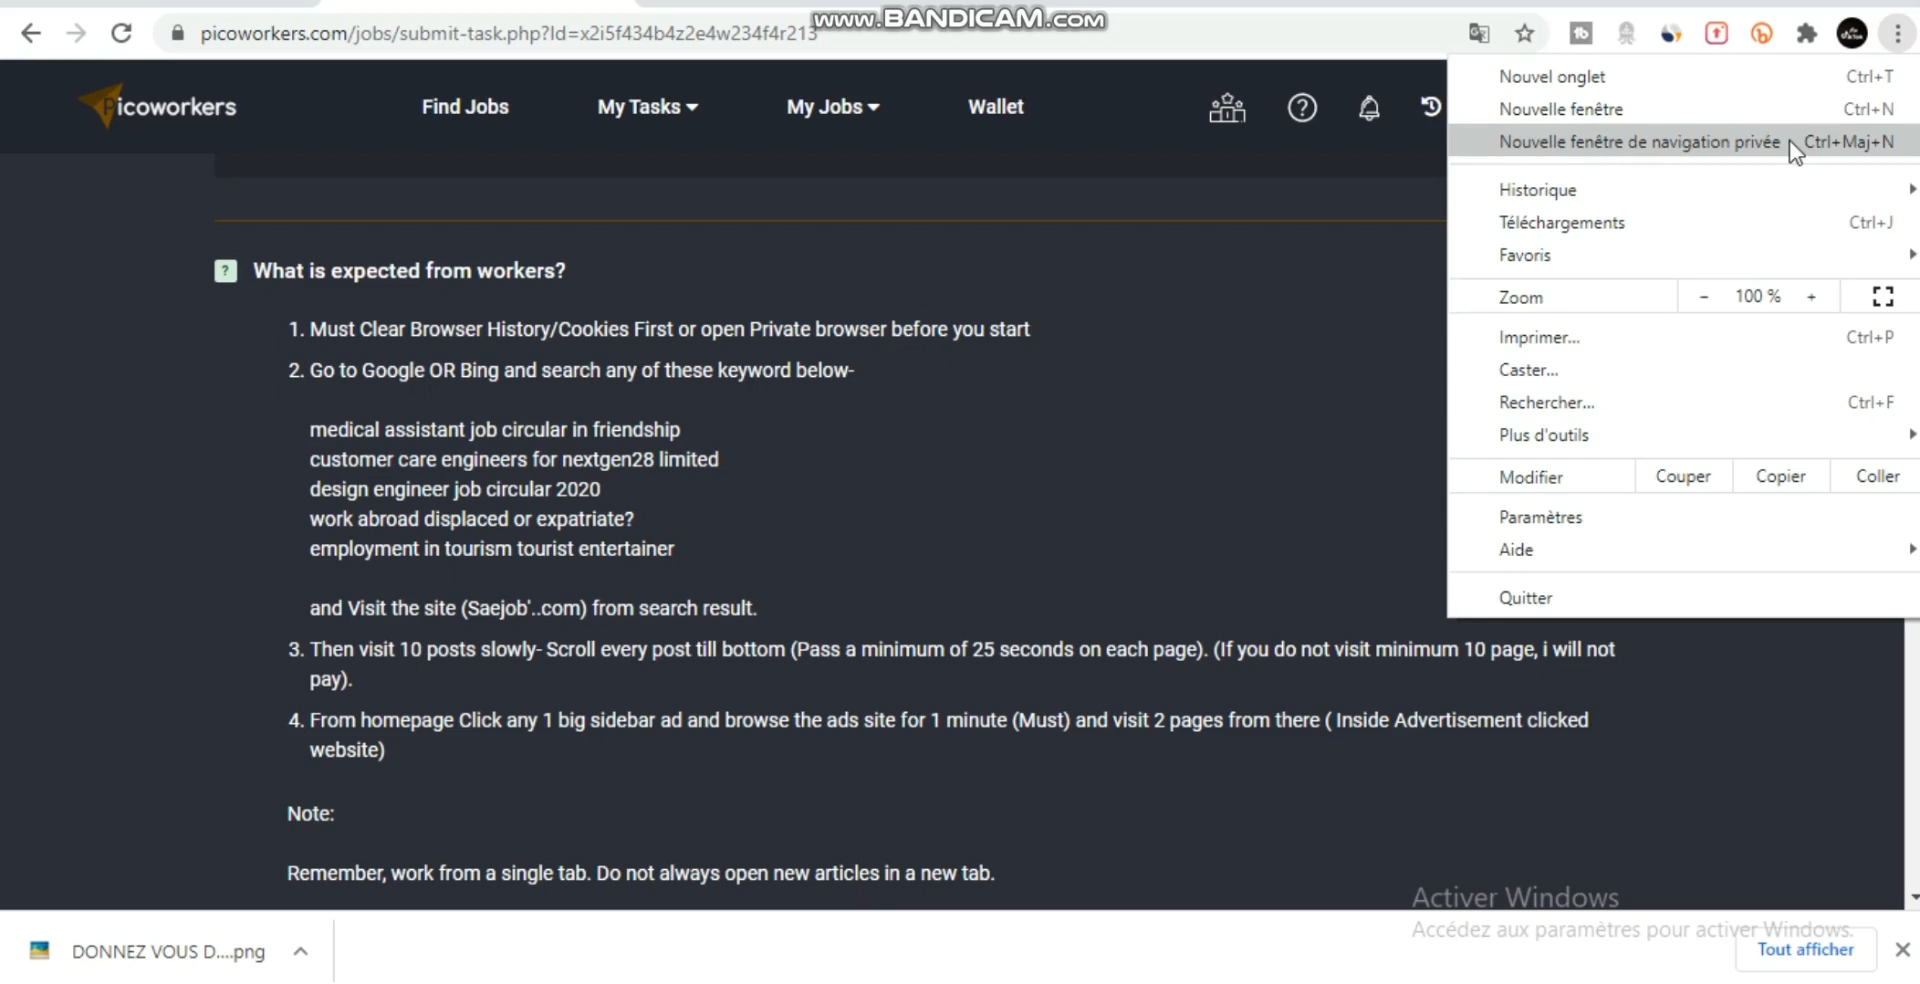 www.BANDICAM.com
picoworkers.com/jobs/submit-task.php?Id=x2i5f434b4z2e4w234f4r213
Picoworkers
Find Jobs
My Tasks
My Jobs
Wallet
Nouvel onglet Ctrl+T
Nouvelle fenêtre Ctrl+N
Nouvelle fenêtre de navigation privée Ctrl+Maj+N
Historique
Téléchargements Ctrl+J
Favoris
Zoom - 100 % +
Imprimer... Ctrl+P
Caster...
Rechercher... Ctrl+F
Plus d'outils
Modifier Couper Copier Coller
Paramètres
Aide
Quitter
? What is expected from workers?
1. Must Clear Browser History/Cookies First or open Private browser before you start
2. Go to Google OR Bing and search any of these keyword below-
medical assistant job circular in friendship
customer care engineers for nextgen28 limited
design engineer job circular 2020
work abroad displaced or expatriate?
employment in tourism tourist entertainer
and Visit the site (Saejob'..com) from search result.
3. Then visit 10 posts slowly- Scroll every post till bottom (Pass a minimum of 25 seconds on each page). (If you do not visit minimum 10 page, i will not
pay).
4. From homepage Click any 1 big sidebar ad and browse the ads site for 1 minute (Must) and visit 2 pages from there ( Inside Advertisement clicked
website)
Note:
Remember, work from a single tab. Do not always open new articles in a new tab.
Activer Windows
Accédez aux paramètres pour activer Windows.
DONNEZ VOUS D....png
Tout afficher